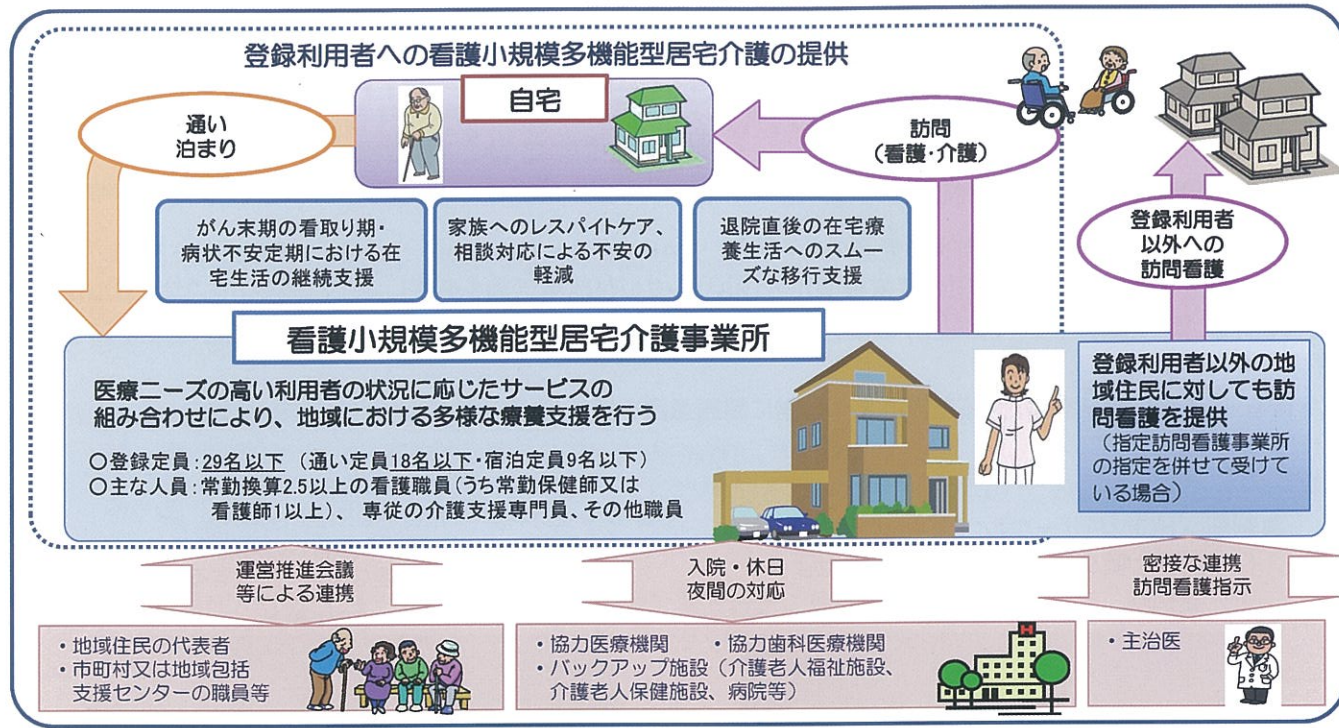 登録利用者への看護小規模多機能型居宅介護の提供
自宅
通い
泊まり
訪問
（看護・介護）
がん末期の看取り期・
病状不安定期における在
宅生活の継続支援
家族へのレスパイトケア、
相談対応による不安の
軽減
退院直後の在宅療
養生活へのスムー
ズな移行支援
登録利用者
以外への
訪問看護
看護小規模多機能型居宅介護事業所
医療ニーズの高い利用者の状況に応じたサービスの
組み合わせにより、地域における多様な療養支援を行う
○登録定員：29名以下 （通い定員18名以下・宿泊定員9名以下）
○主な人員：常勤換算2.5以上の看護職員（うち常勤保健師又は
看護師1以上）、 専従の介護支援専門員、その他職員
登録利用者以外の地
域住民に対しても訪
問看護を提供
（指定訪問看護事業所
の指定を併せて受けて
いる場合）
運営推進会議
等による連携
入院・休日
夜間の対応
密接な連携
訪問看護指示
・地域住民の代表者
・市町村又は地域包括
支援センターの職員等
・協力医療機関 ・協力歯科医療機関
・バックアップ施設（介護老人福祉施設、
介護老人保健施設、病院等）
・主治医